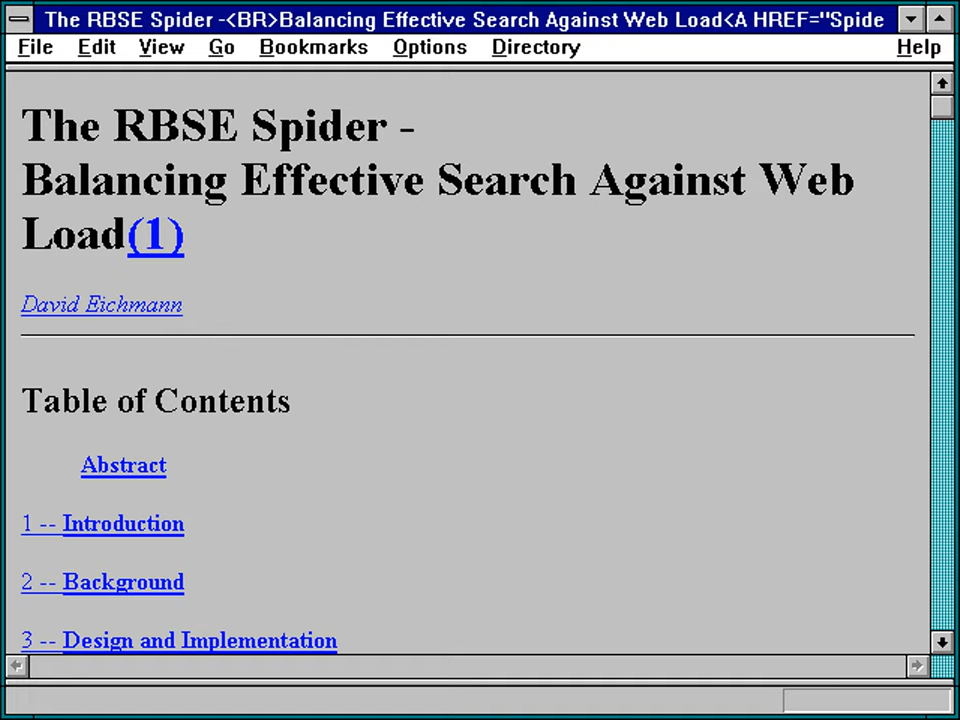 The RBSE Spider -<BR>Balancing Effective Search Against Web Load<A HREF="Spide
File Edit View Go Bookmarks Options Directory Help
The RBSE Spider -
Balancing Effective Search Against Web
Load(1)
David Eichmann
Table of Contents
Abstract
1 -- Introduction
2 -- Background
3 -- Design and Implementation